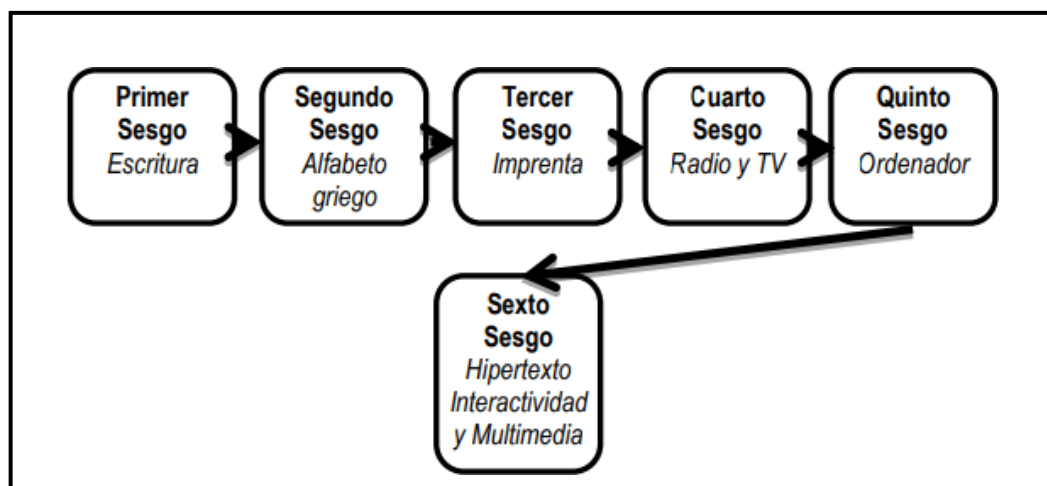 Primer
Sesgo
Escritura
Segundo
Sesgo
Alfabeto
griego
Tercer
Sesgo
Imprenta
Cuarto
Sesgo
Radio y TV
Quinto
Sesgo
Ordenador
Sexto
Sesgo
Hipertexto
Interactividad
y Multimedia